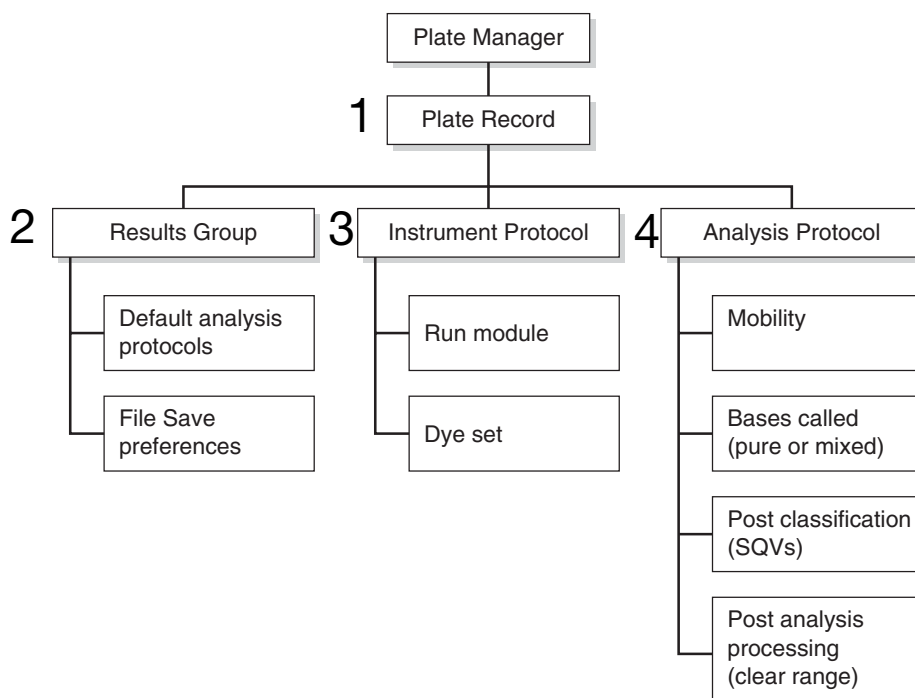 Plate Manager
1
Plate Record
2
Results Group
3
Instrument Protocol
4
Analysis Protocol
Default analysis
protocols
File Save
preferences
Run module
Dye set
Mobility
Bases called
(pure or mixed)
Post classification
(SQVs)
Post analysis
processing
(clear range)